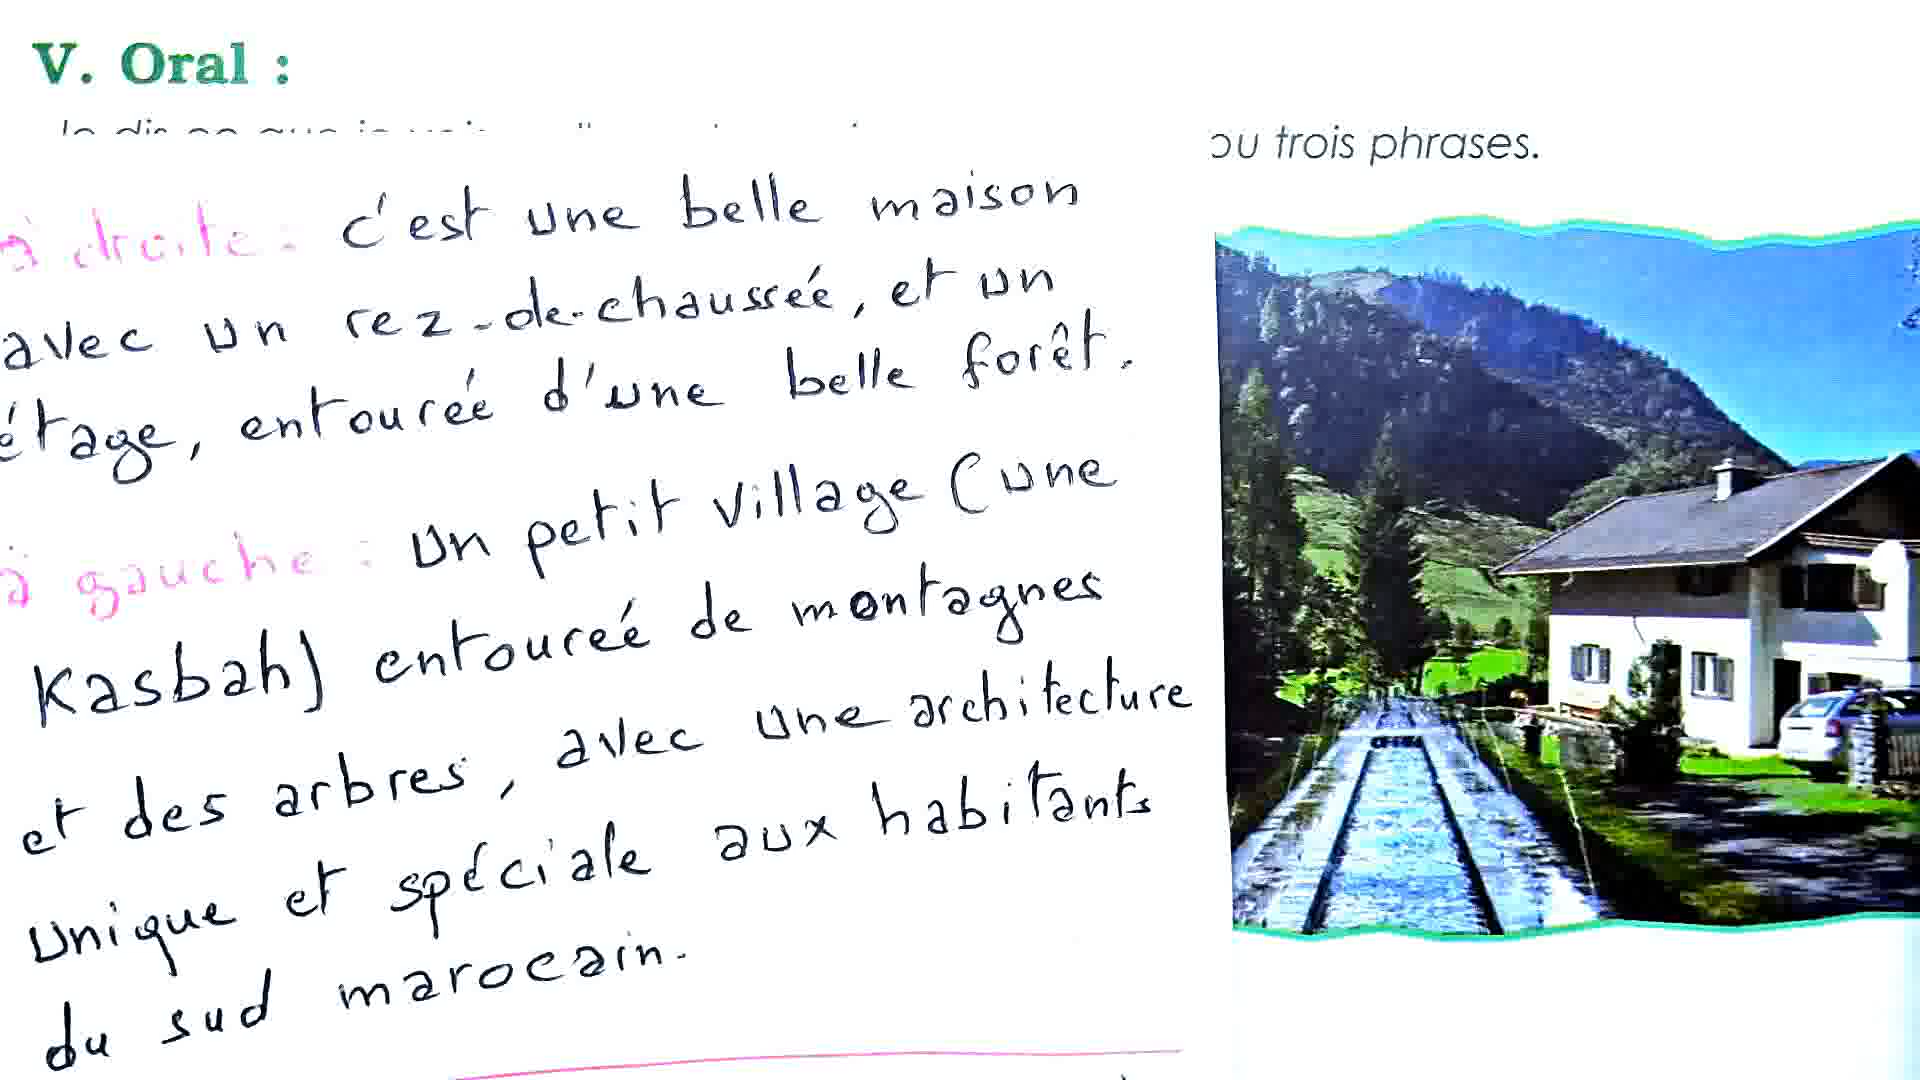 V. Oral :
ou trois phrases.
à droite : c'est une belle maison
avec un rez-de-chaussée, et un
étage, entourée d'une belle forêt.
à gauche : Un petit village (une
Kasbah) entourée de montagnes
et des arbres, avec une architecture
unique et spéciale aux habitants
du sud marocain.